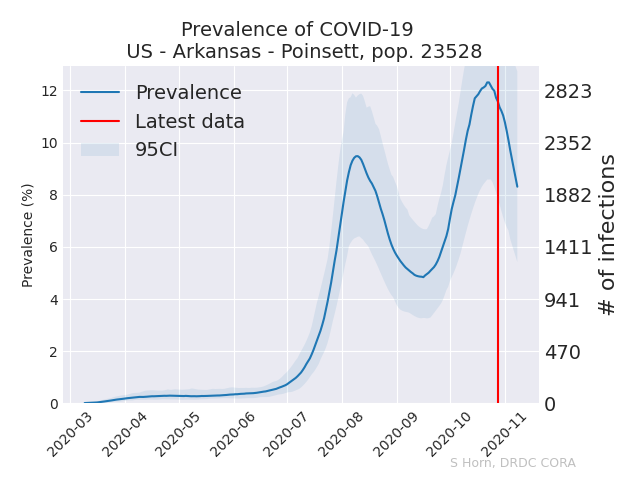 Prevalence of COVID-19
US - Arkansas - Poinsett, pop. 23528
Prevalence
Latest data
95CI
Prevalence (%)
12
10
8
6
4
2
0
2823
2352
1882
1411
941
470
0
# of infections
2020-03
2020-04
2020-05
2020-06
2020-07
2020-08
2020-09
2020-10
2020-11
S Horn, DRDC CORA